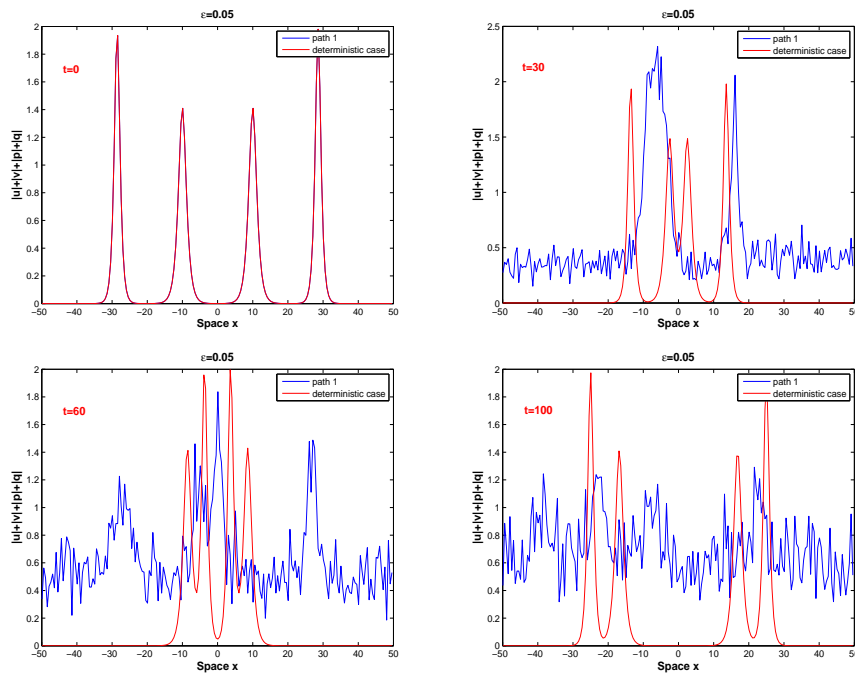 ε=0.05
2
1.8
1.6
1.4
1.2
1
0.8
0.6
0.4
0.2
0
|u|+|v|+|p|+|q|
t=0
path 1
deterministic case
−50 −40 −30 −20 −10 0 10 20 30 40 50
Space x
ε=0.05
2.5
2
1.5
1
0.5
0
|u|+|v|+|p|+|q|
t=30
path 1
deterministic case
−50 −40 −30 −20 −10 0 10 20 30 40 50
Space x
ε=0.05
2
1.8
1.6
1.4
1.2
1
0.8
0.6
0.4
0.2
0
|u|+|v|+|p|+|q|
t=60
path 1
deterministic case
−50 −40 −30 −20 −10 0 10 20 30 40 50
Space x
ε=0.05
2
1.8
1.6
1.4
1.2
1
0.8
0.6
0.4
0.2
0
|u|+|v|+|p|+|q|
t=100
path 1
deterministic case
−50 −40 −30 −20 −10 0 10 20 30 40 50
Space x